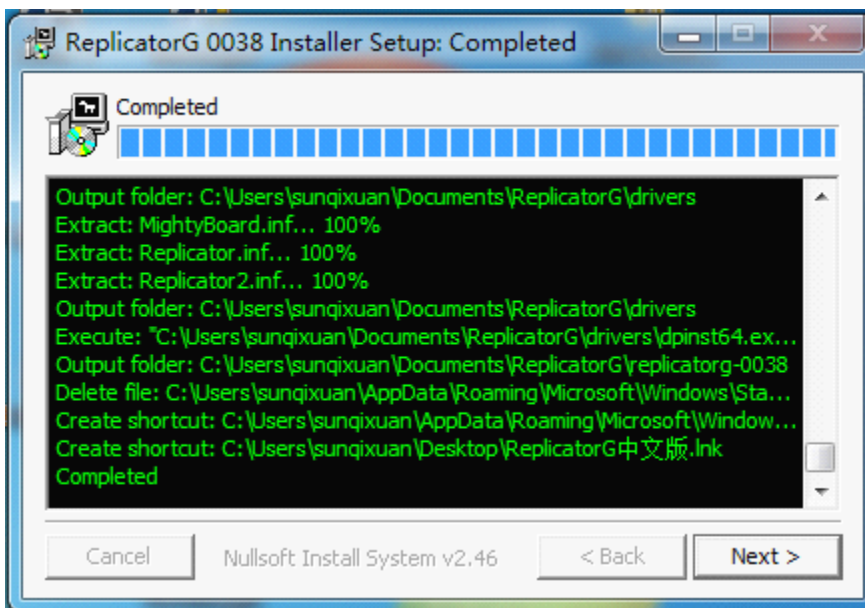 ReplicatorG 0038 Installer Setup: Completed
Completed
Output folder: C:\Users\sunqixuan\Documents\ReplicatorG\drivers
Extract: MightyBoard.inf... 100%
Extract: Replicator.inf... 100%
Extract: Replicator2.inf... 100%
Output folder: C:\Users\sunqixuan\Documents\ReplicatorG\drivers
Execute: "C:\Users\sunqixuan\Documents\ReplicatorG\drivers\dpinst64.ex...
Output folder: C:\Users\sunqixuan\Documents\ReplicatorG\replicatorg-0038
Delete file: C:\Users\sunqixuan\AppData\Roaming\Microsoft\Windows\Sta...
Create shortcut: C:\Users\sunqixuan\AppData\Roaming\Microsoft\Window...
Create shortcut: C:\Users\sunqixuan\Desktop\ReplicatorG中文版.lnk
Completed
Cancel Nullsoft Install System v2.46 < Back Next >